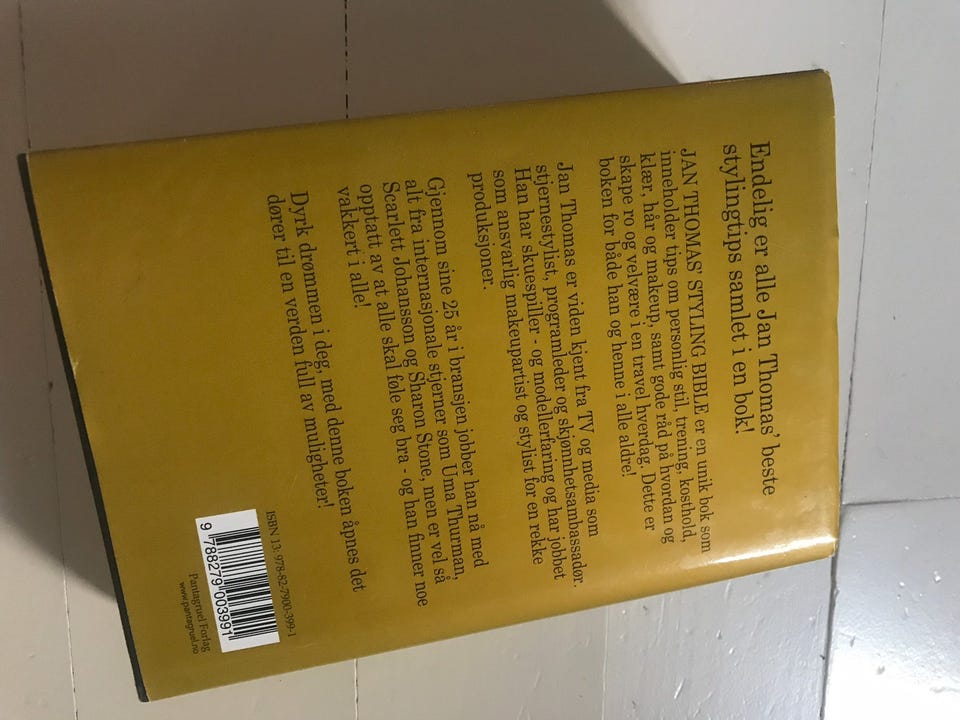 Endelig er alle Jan Thomas' beste
stylingtips samlet i en bok!
JAN THOMAS' STYLING BIBLE er en unik bok som
inneholder tips om personlig stil, trening, kosthold,
klær, hår og makeup, samt gode råd på hvordan og
skape ro og velvære i en travel hverdag. Dette er
boken for både han og henne i alle aldre!
Jan Thomas er viden kjent fra TV og media som
stjernestylist, programleder og skjønnhetsambassadør.
Han har skuespiller - og modellerfaring og har jobbet
som ansvarlig makeupartist og stylist for en rekke
produksjoner.
Gjennom sine 25 år i bransjen jobber han nå med
alt fra internasjonale stjerner som Uma Thurman,
Scarlett Johansson og Sharon Stone, men er vel så
opptatt av at alle skal føle seg bra - og han finner noe
vakkert i alle!
Dyrk drømmen i deg, med denne boken åpnes det
dører til en verden full av muligheter!
ISBN 13: 978-82-7900-399-1
9 788279 003991
Pantagruel Forlag
www.pantagruel.no